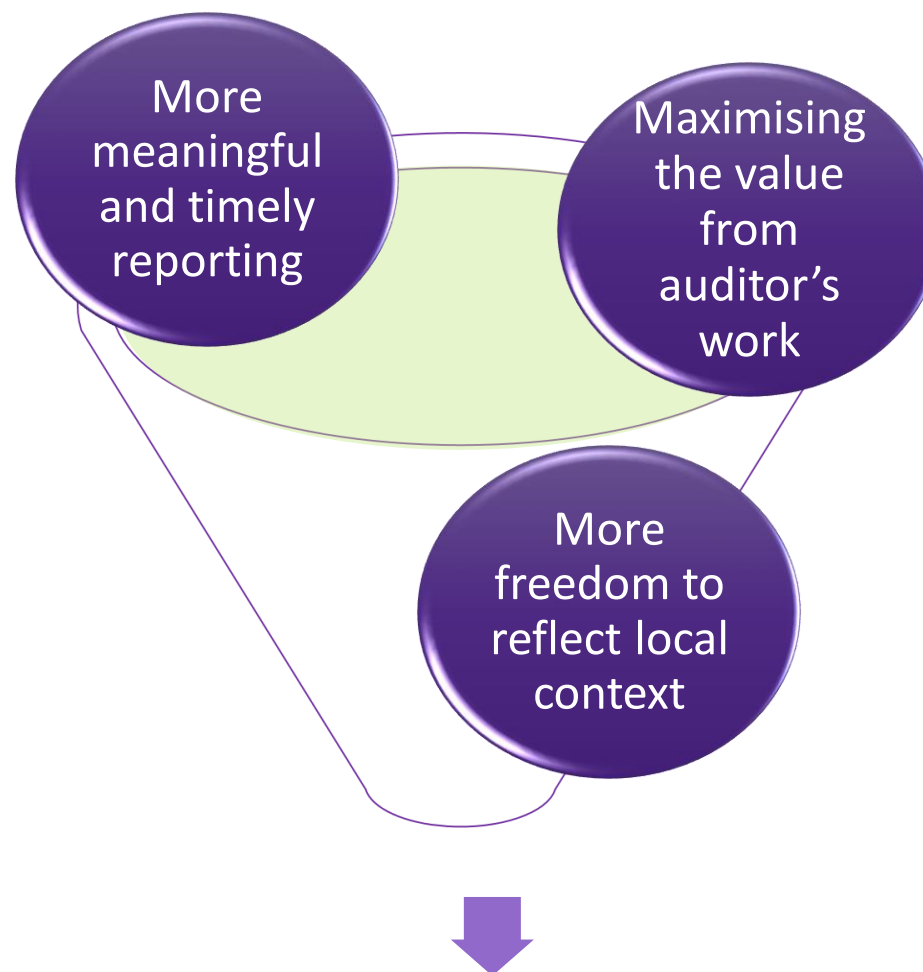 More
meaningful
and timely
reporting
Maximising
the value
from
auditor’s
work
More
freedom to
reflect local
context